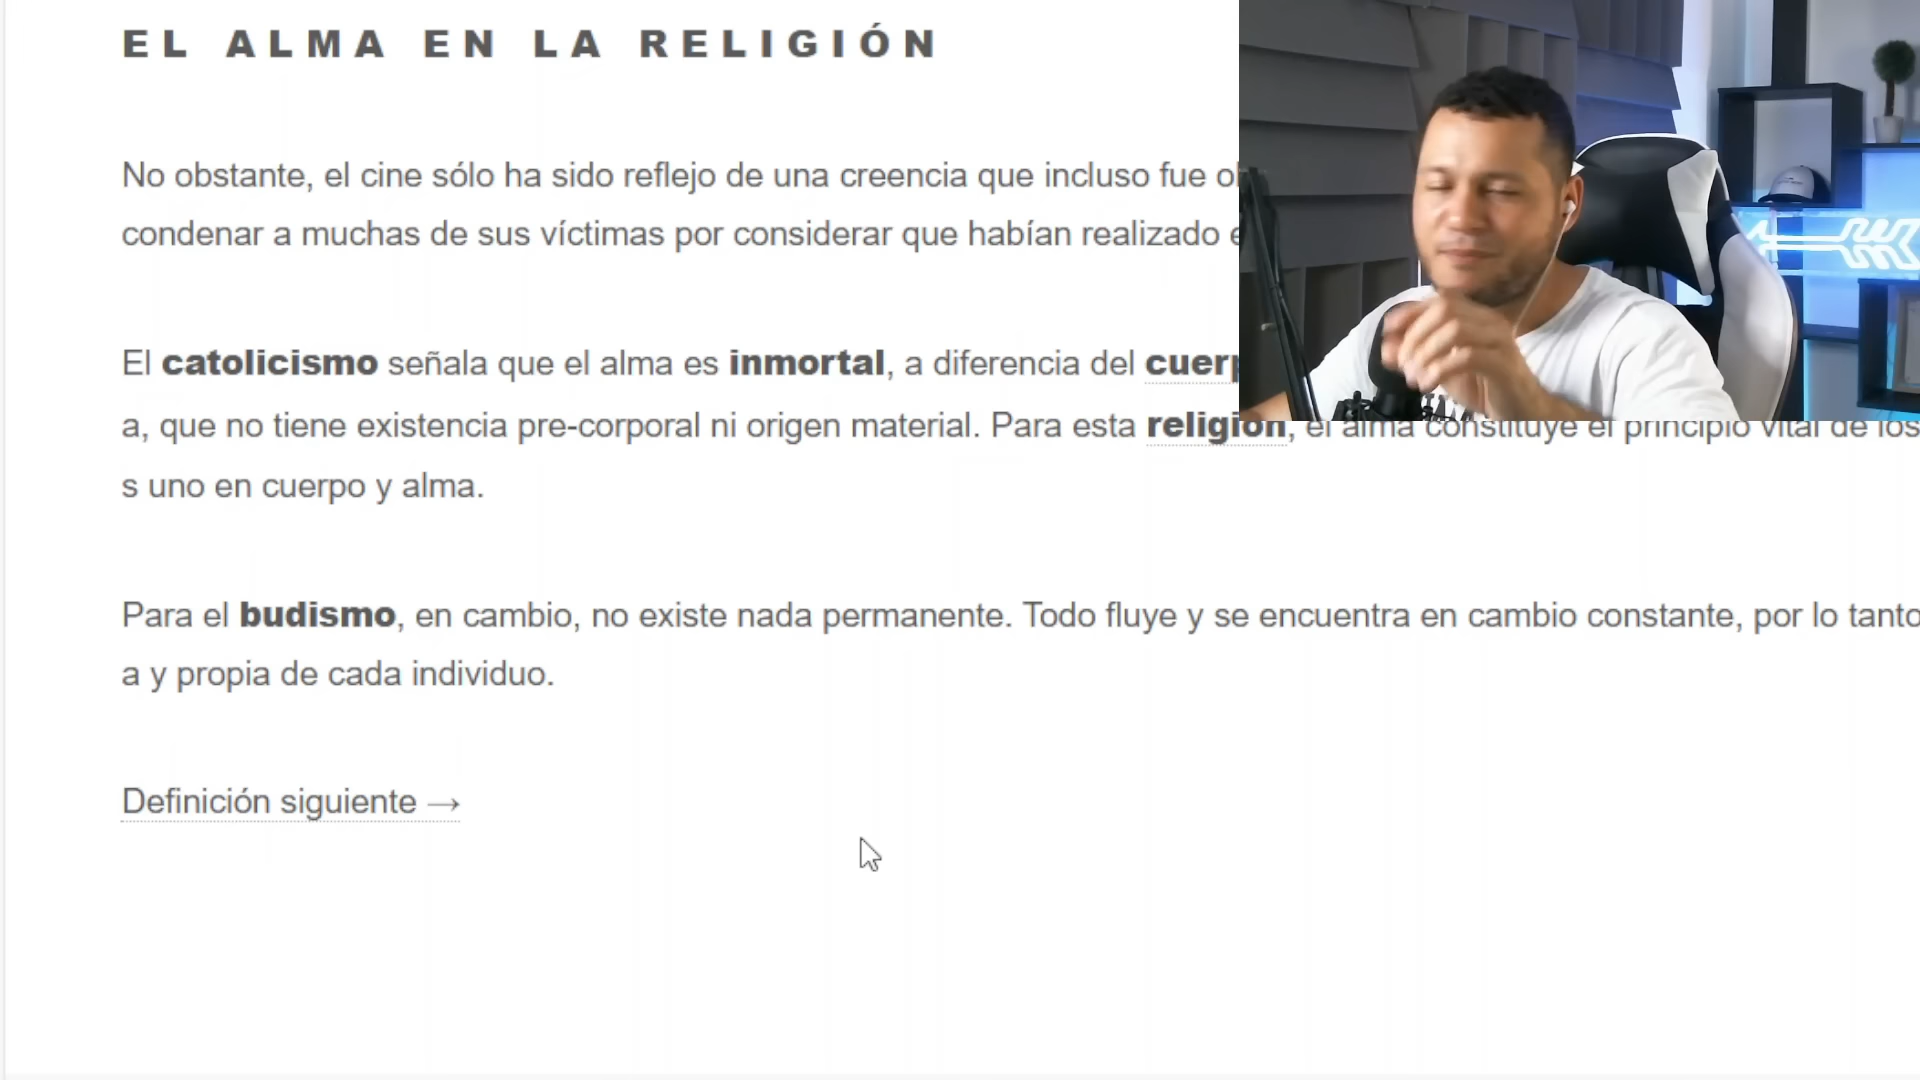 EL ALMA EN LA RELIGIÓN
No obstante, el cine sólo ha sido reflejo de una creencia que incluso fue
condenar a muchas de sus víctimas por considerar que habían realizado
El catolicismo señala que el alma es inmortal, a diferencia del
a, que no tiene existencia pre-corporal ni origen material. Para esta religión, el alma constituye el principio vital de los
s uno en cuerpo y alma.
Para el budismo, en cambio, no existe nada permanente. Todo fluye y se encuentra en cambio constante, por lo tanto
a y propia de cada individuo.
Definición siguiente →